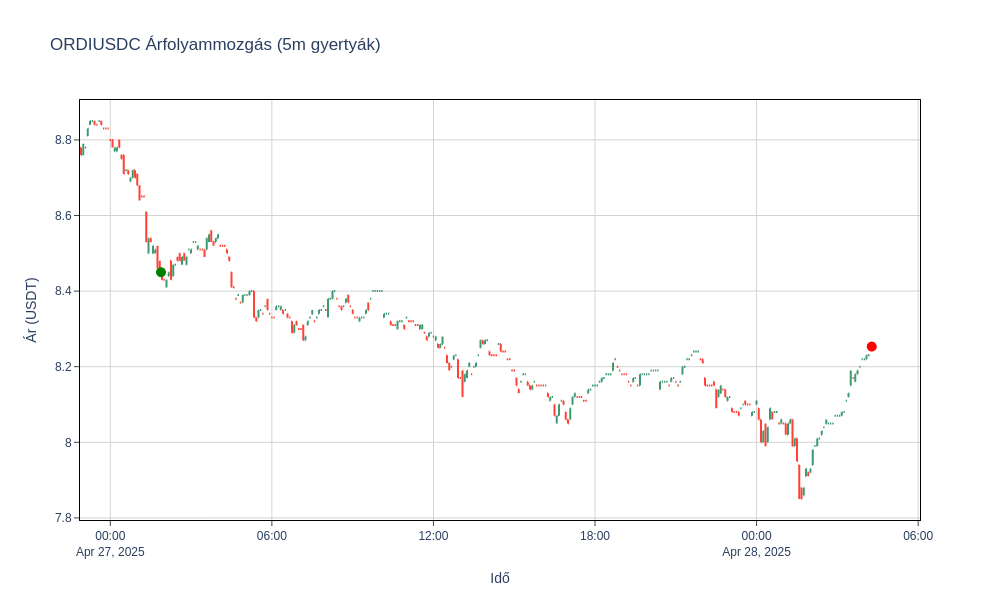 ORDIUSDC Árfolyammozgás (5m gyertyák)
Ár (USDT)
8.8
8.6
8.4
8.2
8
7.8
00:00
Apr 27, 2025
06:00
12:00
18:00
00:00
Apr 28, 2025
06:00
Idő